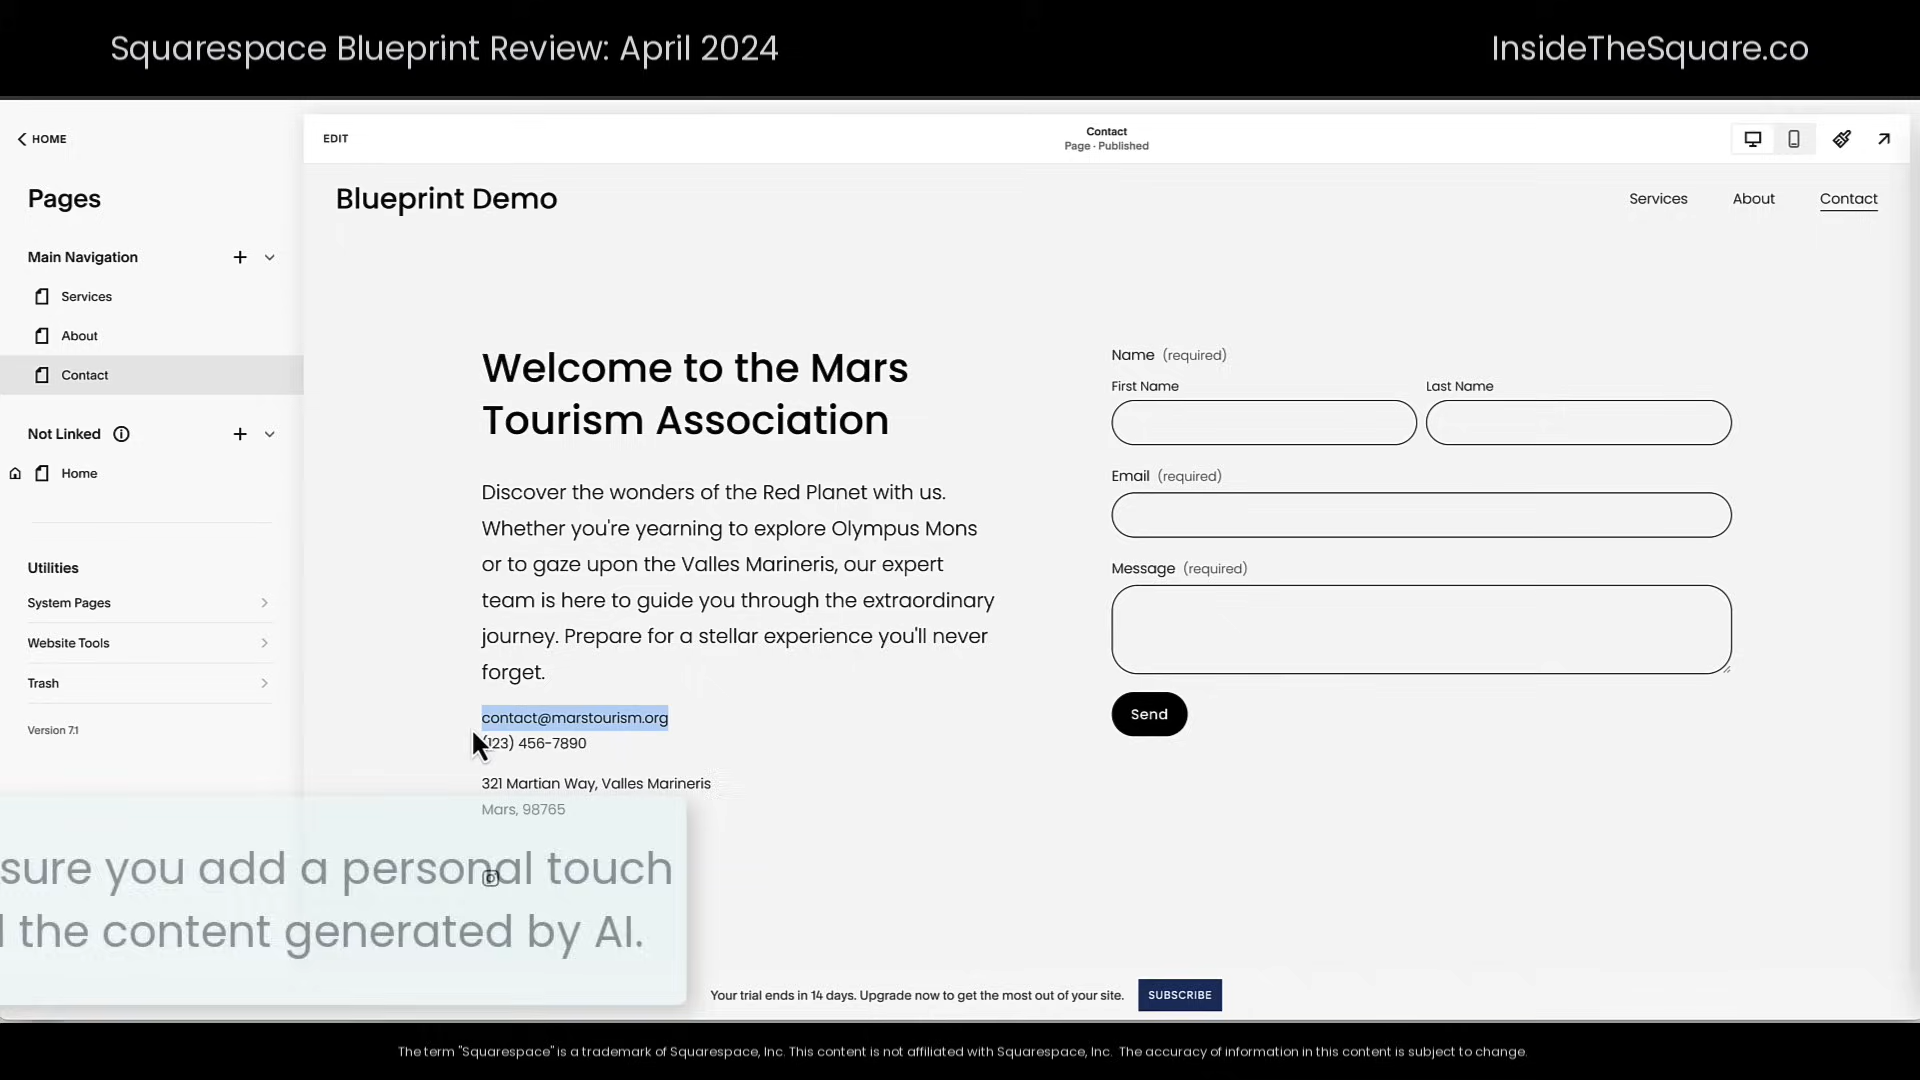 Squarespace Blueprint Review: April 2024
InsideTheSquare.co
HOME
EDIT
Contact
Page · Published
Pages
Blueprint Demo
Services
About
Contact
Main Navigation
Services
About
Contact
Not Linked
Home
Utilities
System Pages
Website Tools
Trash
Version 7.1
Welcome to the Mars
Tourism Association
Discover the wonders of the Red Planet with us.
Whether you're yearning to explore Olympus Mons
or to gaze upon the Valles Marineris, our expert
team is here to guide you through the extraordinary
journey. Prepare for a stellar experience you'll never
forget.
contact@marstourism.org
(123) 456-7890
321 Martian Way, Valles Marineris
Mars, 98765
Name (required)
First Name
Last Name
Email (required)
Message (required)
Send
sure you add a personal touch
the content generated by AI.
Your trial ends in 14 days. Upgrade now to get the most out of your site.
SUBSCRIBE
The term "Squarespace" is a trademark of Squarespace, Inc. This content is not affiliated with Squarespace, Inc. The accuracy of information in this content is subject to change.